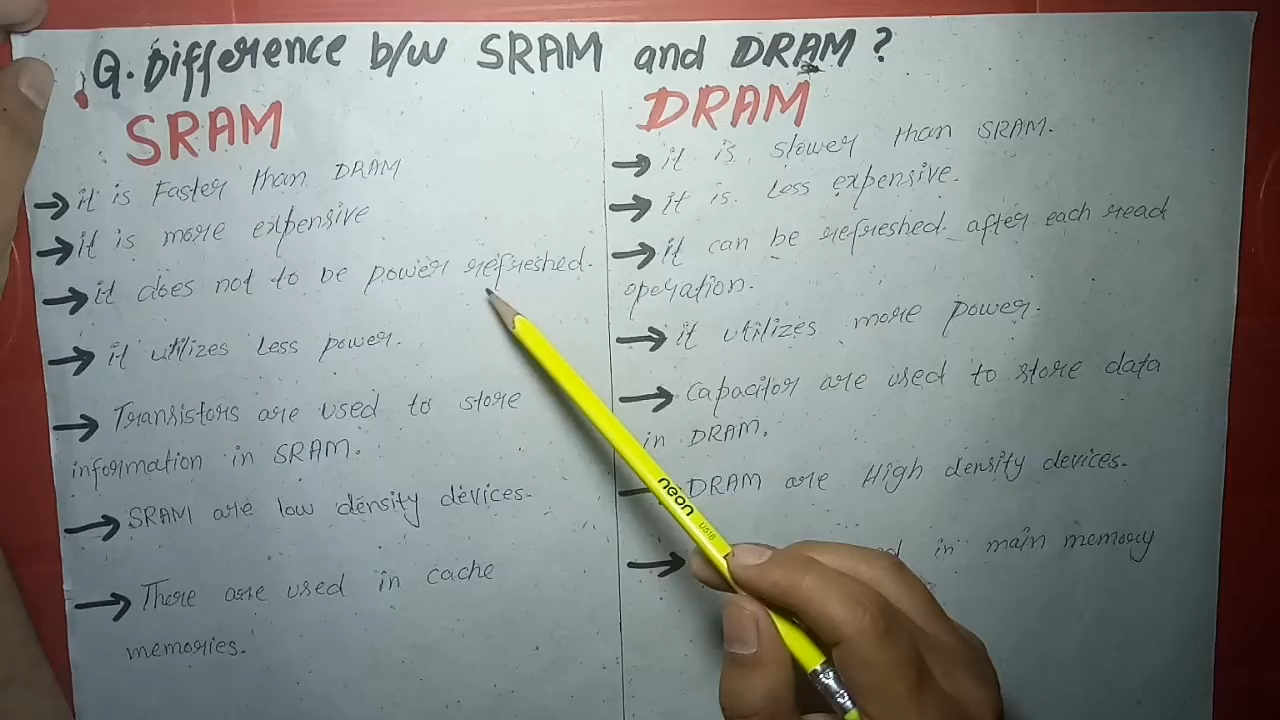 Q. Difference b/w SRAM and DRAM ?
SRAM
→ it is Faster than DRAM
→ it is more expensive
→ it does not to be power refreshed.
→ it utilizes Less power.
→ Transistors are used to store
information in SRAM.
→ SRAM are low density devices.
→ There are used in cache
memories.
DRAM
→ it is slower than SRAM.
→ it is Less expensive.
→ it can be refreshed after each read
operation.
→ it utilizes more power.
→ Capacitor are used to store data
in DRAM.
→ DRAM are High density devices.
→ in main memory
neon U516